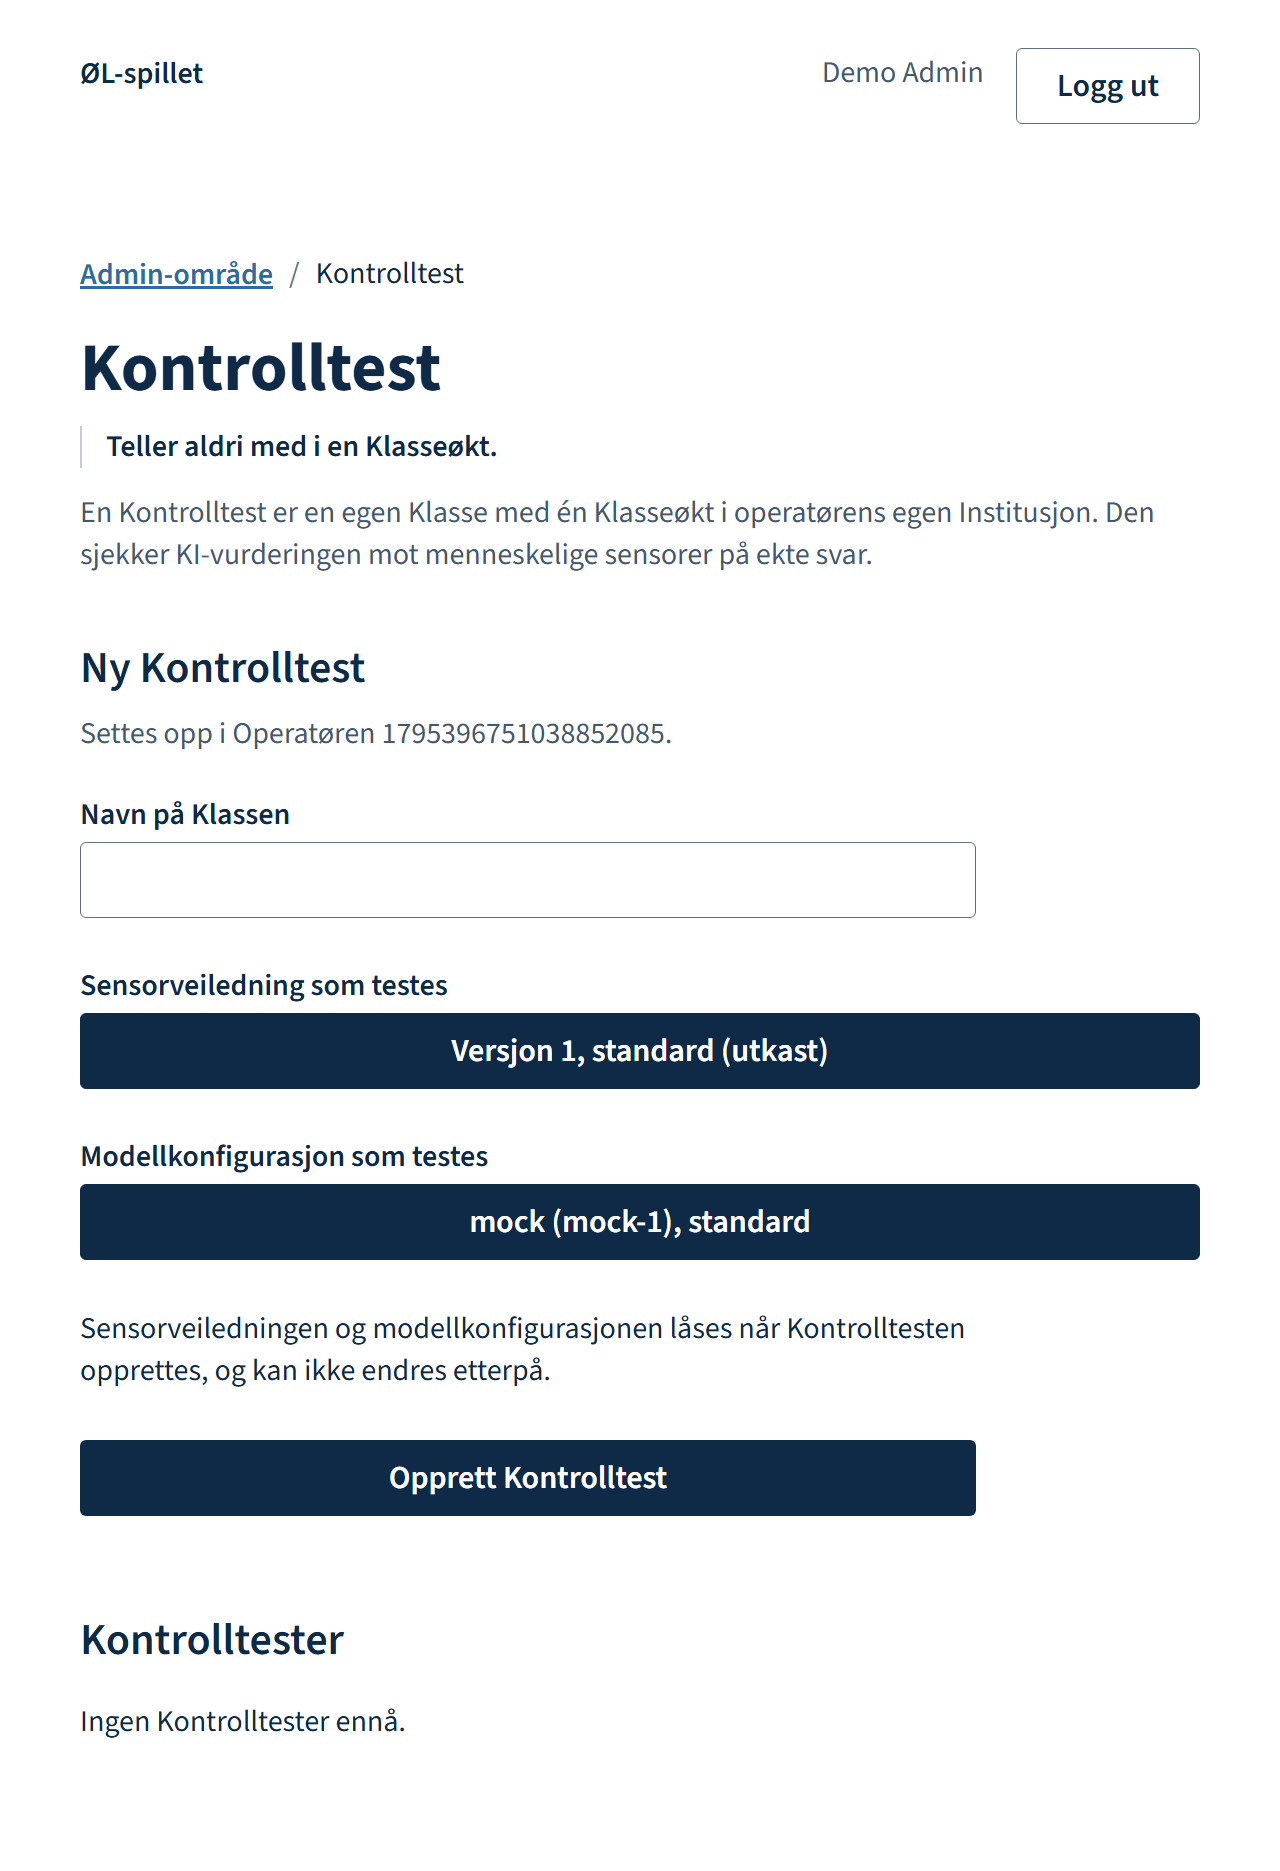 ØL-spillet
Demo Admin
Logg ut
Admin-område / Kontrolltest
Kontrolltest
Teller aldri med i en Klasseøkt.
En Kontrolltest er en egen Klasse med én Klasseøkt i operatørens egen Institusjon. Den
sjekker KI-vurderingen mot menneskelige sensorer på ekte svar.
Ny Kontrolltest
Settes opp i Operatøren 1795396751038852085.
Navn på Klassen
Sensorveiledning som testes
Versjon 1, standard (utkast)
Modellkonfigurasjon som testes
mock (mock-1), standard
Sensorveiledningen og modellkonfigurasjonen låses når Kontrolltesten
opprettes, og kan ikke endres etterpå.
Opprett Kontrolltest
Kontrolltester
Ingen Kontrolltester ennå.